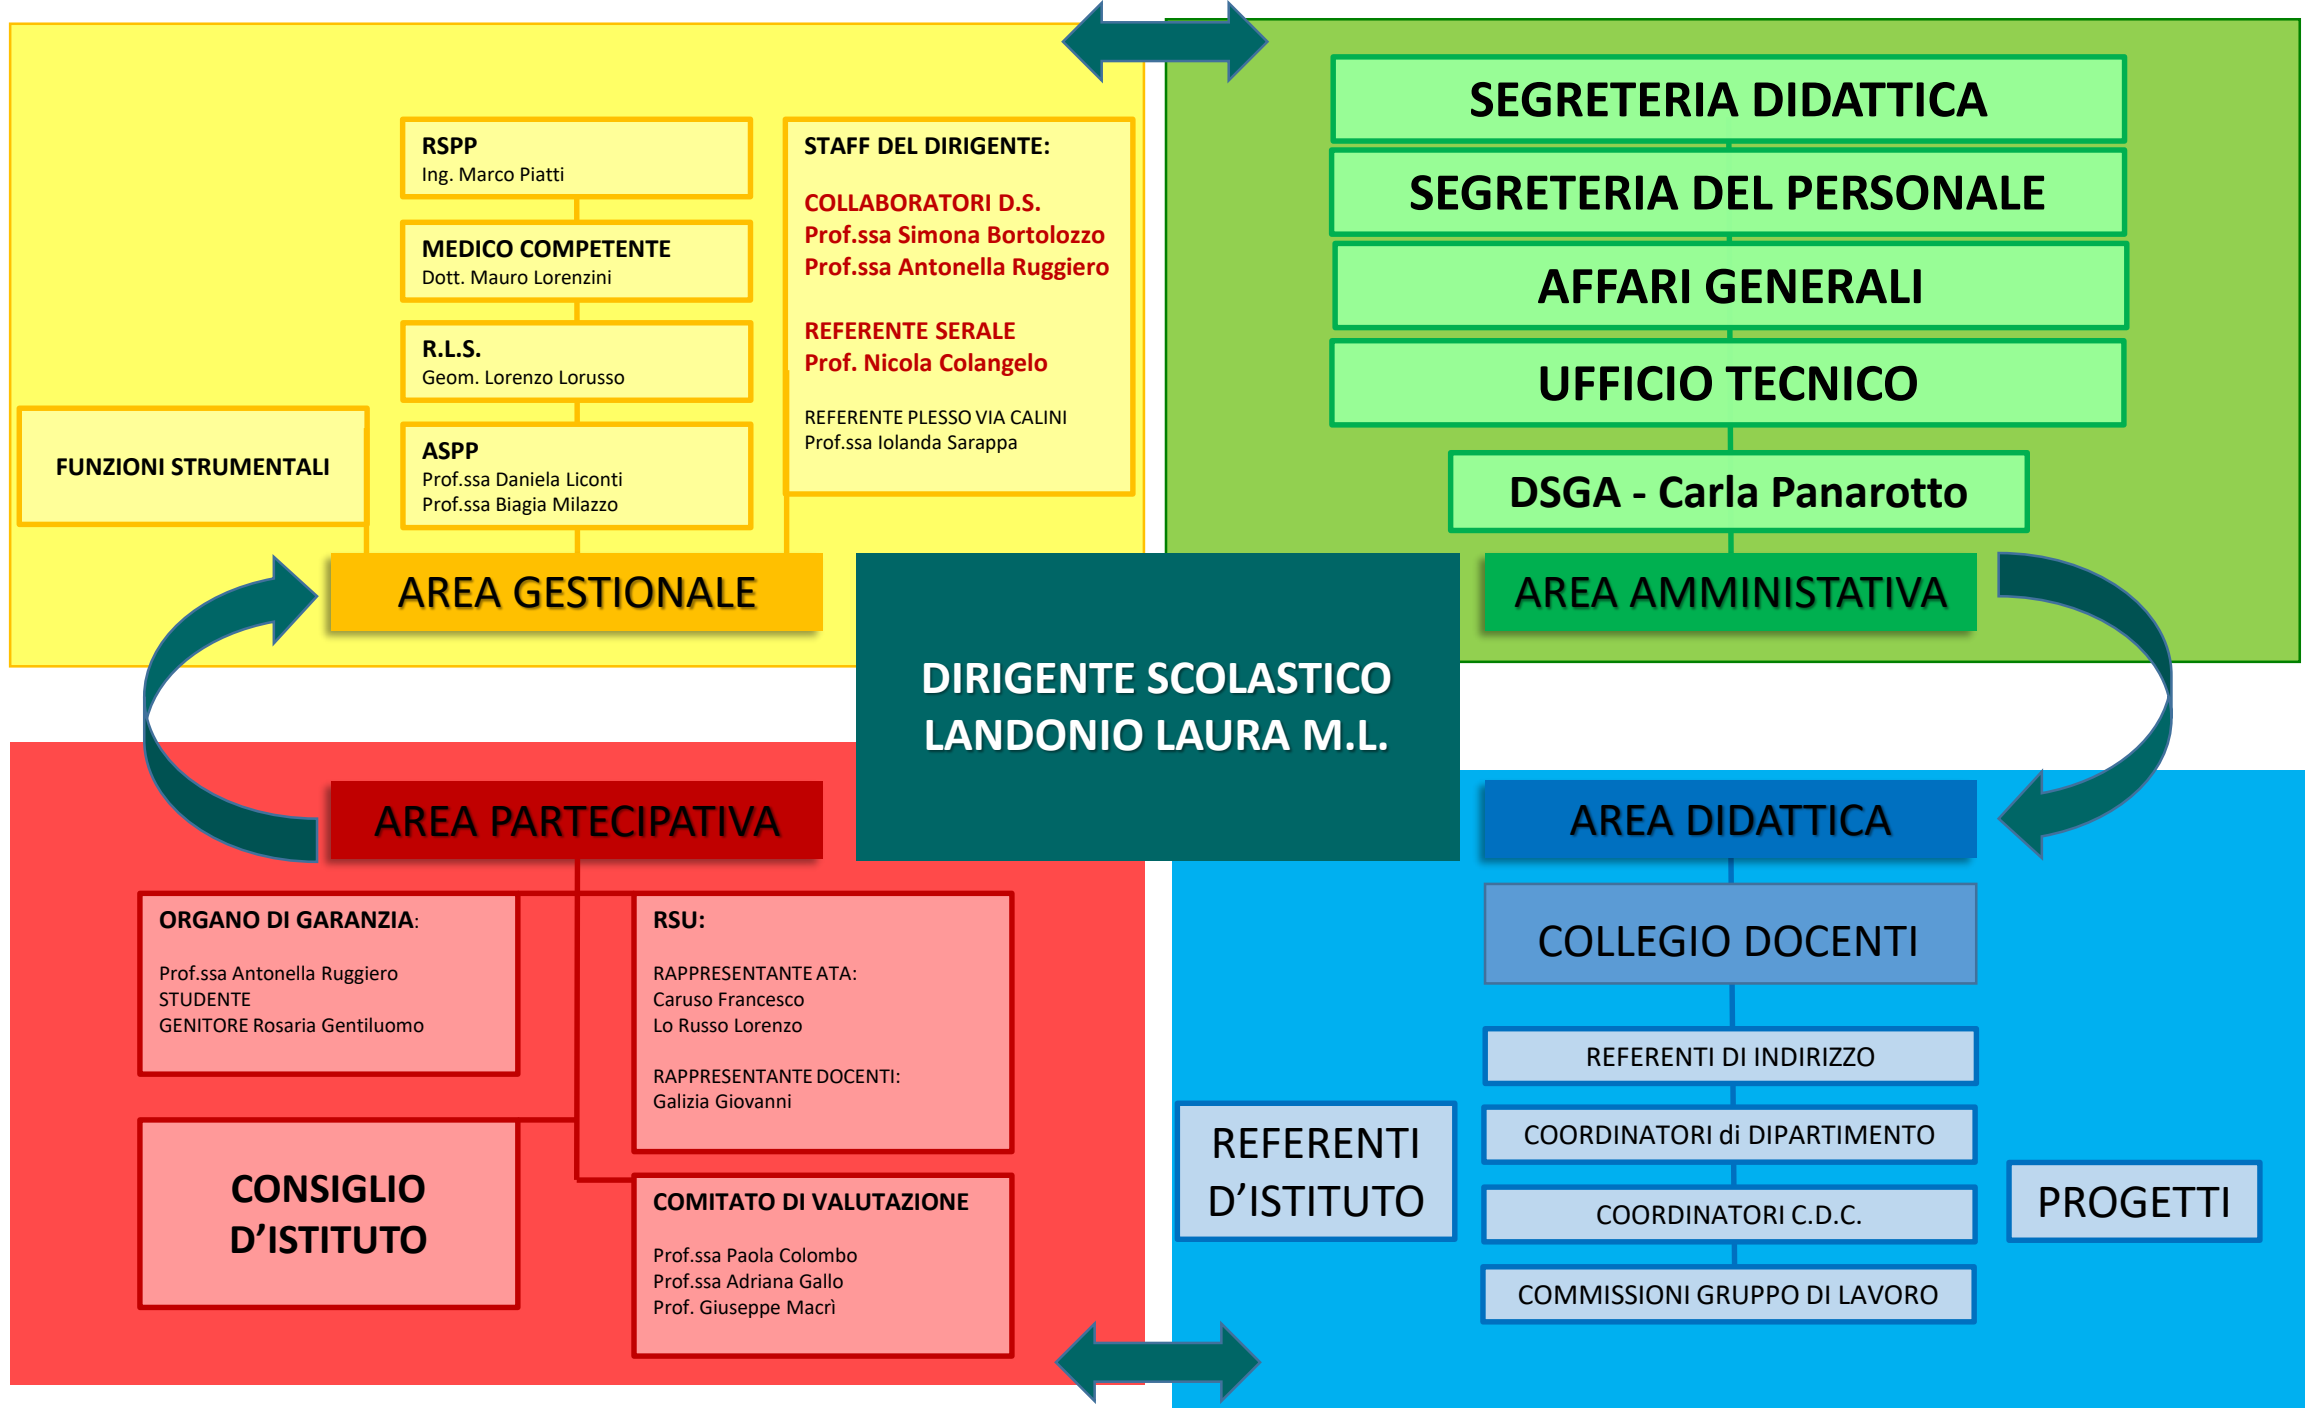 RSPP
Ing. Marco Piatti
MEDICO COMPETENTE
Dott. Mauro Lorenzini
R.L.S.
Geom. Lorenzo Lorusso
ASPP
Prof.ssa Daniela Liconti
Prof.ssa Biagia Milazzo
FUNZIONI STRUMENTALI
STAFF DEL DIRIGENTE:
COLLABORATORI D.S.
Prof.ssa Simona Bortolozzo
Prof.ssa Antonella Ruggiero
REFERENTE SERALE
Prof. Nicola Colangelo
REFERENTE PLESSO VIA CALINI
Prof.ssa Iolanda Sarappa
AREA GESTIONALE
SEGRETERIA DIDATTICA
SEGRETERIA DEL PERSONALE
AFFARI GENERALI
UFFICIO TECNICO
DSGA - Carla Panarotto
AREA AMMINISTATIVA
DIRIGENTE SCOLASTICO
LANDONIO LAURA M.L.
AREA PARTECIPATIVA
ORGANO DI GARANZIA:
Prof.ssa Antonella Ruggiero
STUDENTE
GENITORE Rosaria Gentiluomo
RSU:
RAPPRESENTANTE ATA:
Caruso Francesco
Lo Russo Lorenzo
RAPPRESENTANTE DOCENTI:
Galizia Giovanni
CONSIGLIO
D’ISTITUTO
COMITATO DI VALUTAZIONE
Prof.ssa Paola Colombo
Prof.ssa Adriana Gallo
Prof. Giuseppe Macrì
AREA DIDATTICA
COLLEGIO DOCENTI
REFERENTI DI INDIRIZZO
COORDINATORI di DIPARTIMENTO
COORDINATORI C.D.C.
COMMISSIONI GRUPPO DI LAVORO
REFERENTI
D’ISTITUTO
PROGETTI